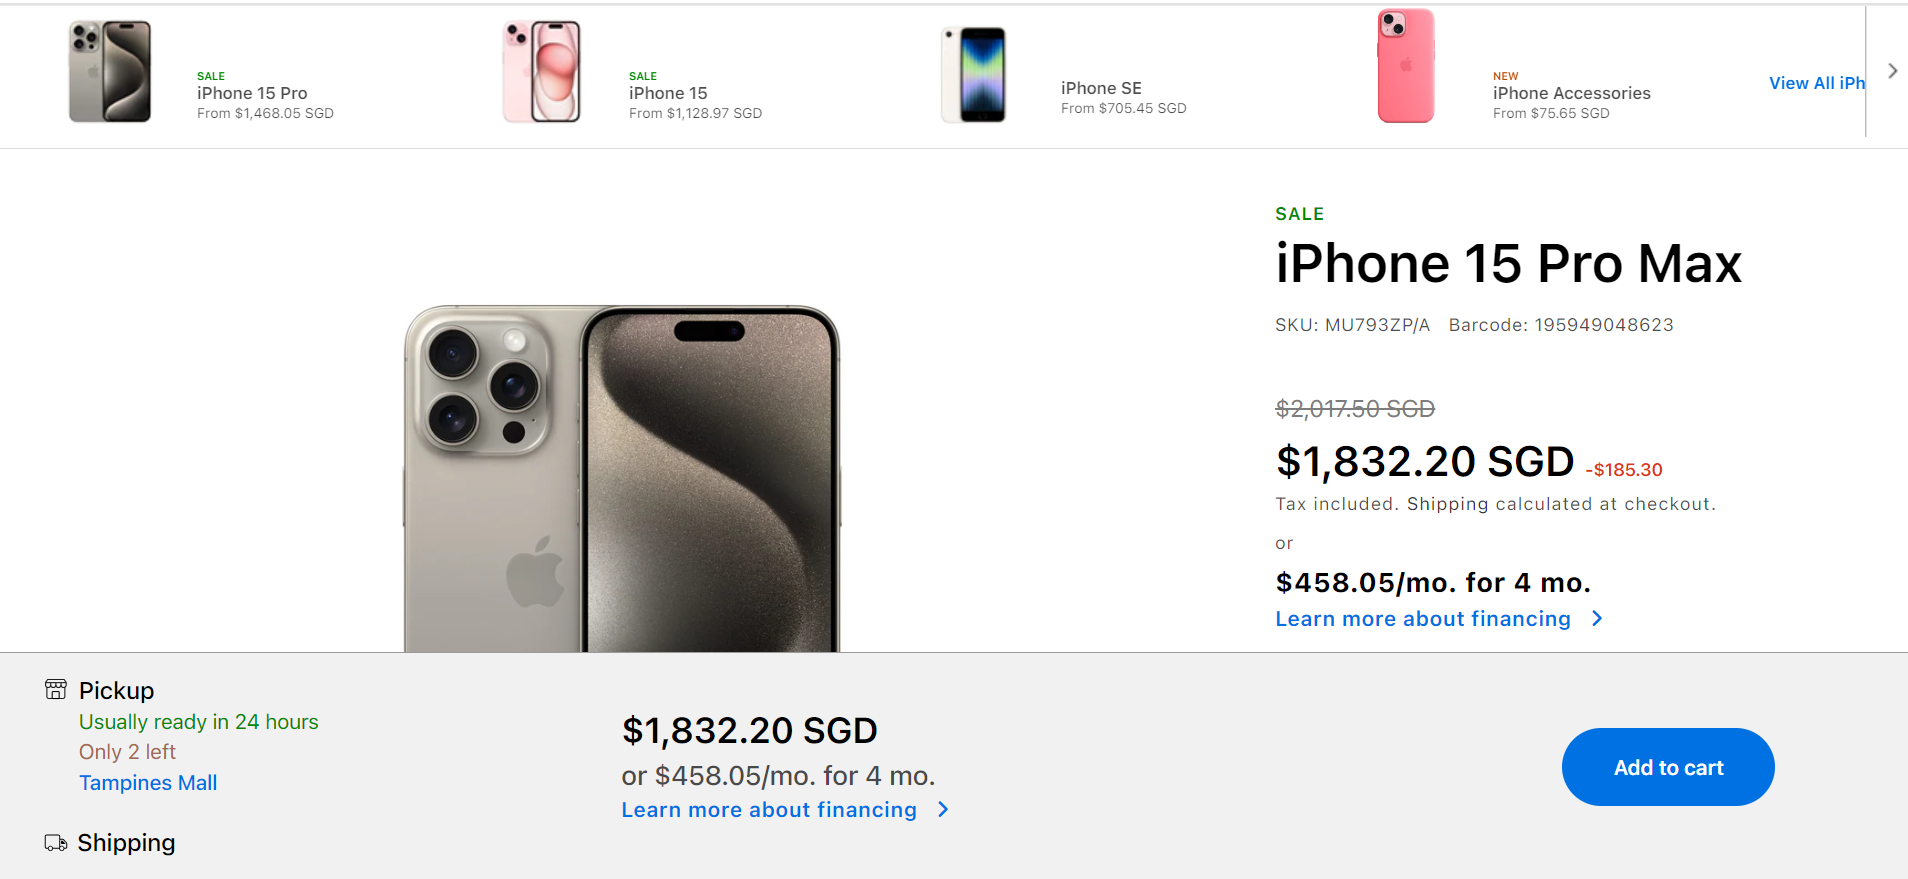 SALE
iPhone 15 Pro
From $1,468.05 SGD
SALE
iPhone 15
From $1,128.97 SGD
iPhone SE
From $705.45 SGD
NEW
iPhone Accessories
From $75.65 SGD
View All iPh
SALE
iPhone 15 Pro Max
SKU: MU793ZP/A Barcode: 195949048623
$2,017.50 SGD
$1,832.20 SGD -$185.30
Tax included. Shipping calculated at checkout.
or
$458.05/mo. for 4 mo.
Learn more about financing
Pickup
Usually ready in 24 hours
Only 2 left
Tampines Mall
Shipping
$1,832.20 SGD
or $458.05/mo. for 4 mo.
Learn more about financing
Add to cart